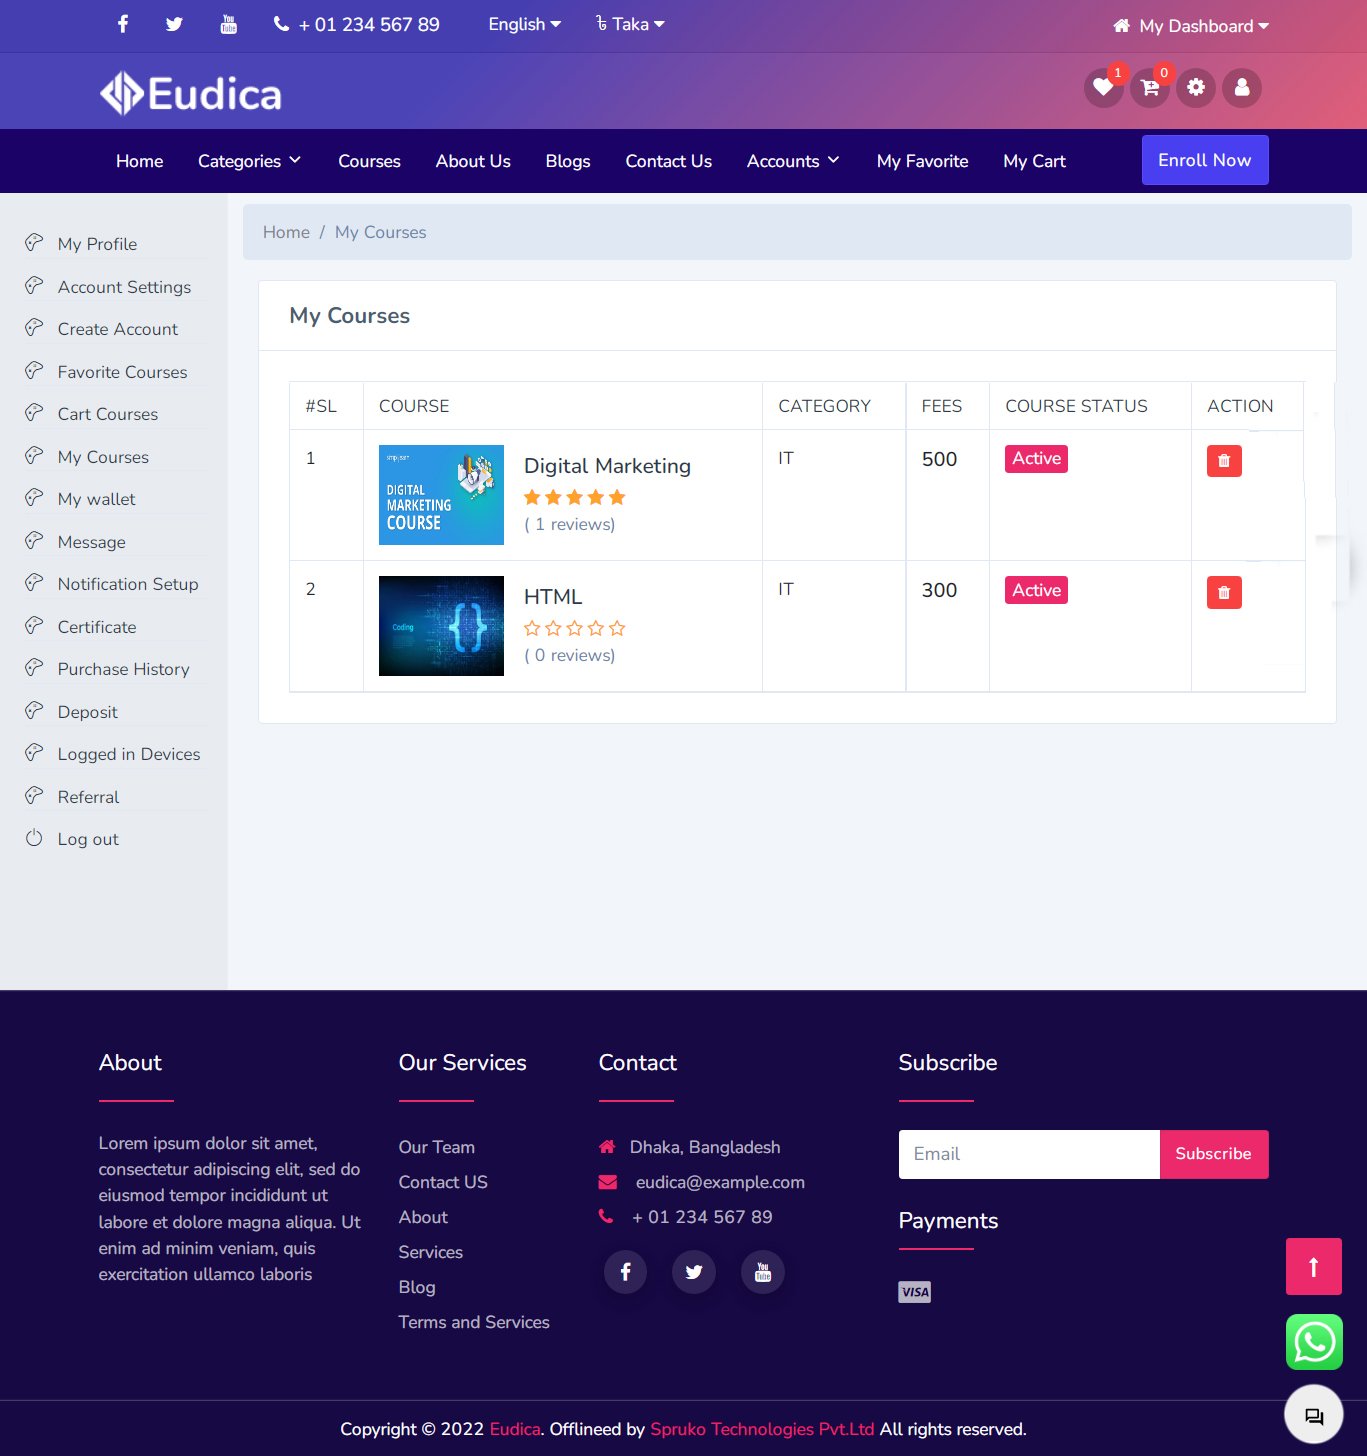 + 01 234 567 89 English ৳ Taka My Dashboard
Eudica 1 0
Home Categories Courses About Us Blogs Contact Us Accounts My Favorite My Cart Enroll Now
Home / My Courses
My Profile
Account Settings
Create Account
Favorite Courses
Cart Courses
My Courses
My wallet
Message
Notification Setup
Certificate
Purchase History
Deposit
Logged in Devices
Referral
Log out
My Courses
#SL COURSE CATEGORY FEES COURSE STATUS ACTION
1 Digital Marketing IT 500 Active
simplilearn
DIGITAL
MARKETING
COURSE
( 1 reviews)
2 HTML IT 300 Active
Coding
( 0 reviews)
About
Lorem ipsum dolor sit amet,
consectetur adipiscing elit, sed do
eiusmod tempor incididunt ut
labore et dolore magna aliqua. Ut
enim ad minim veniam, quis
exercitation ullamco laboris
Our Services
Our Team
Contact US
About
Services
Blog
Terms and Services
Contact
Dhaka, Bangladesh
eudica@example.com
+ 01 234 567 89
Subscribe
Email Subscribe
Payments
VISA
Copyright © 2022 Eudica. Offlineed by Spruko Technologies Pvt.Ltd All rights reserved.